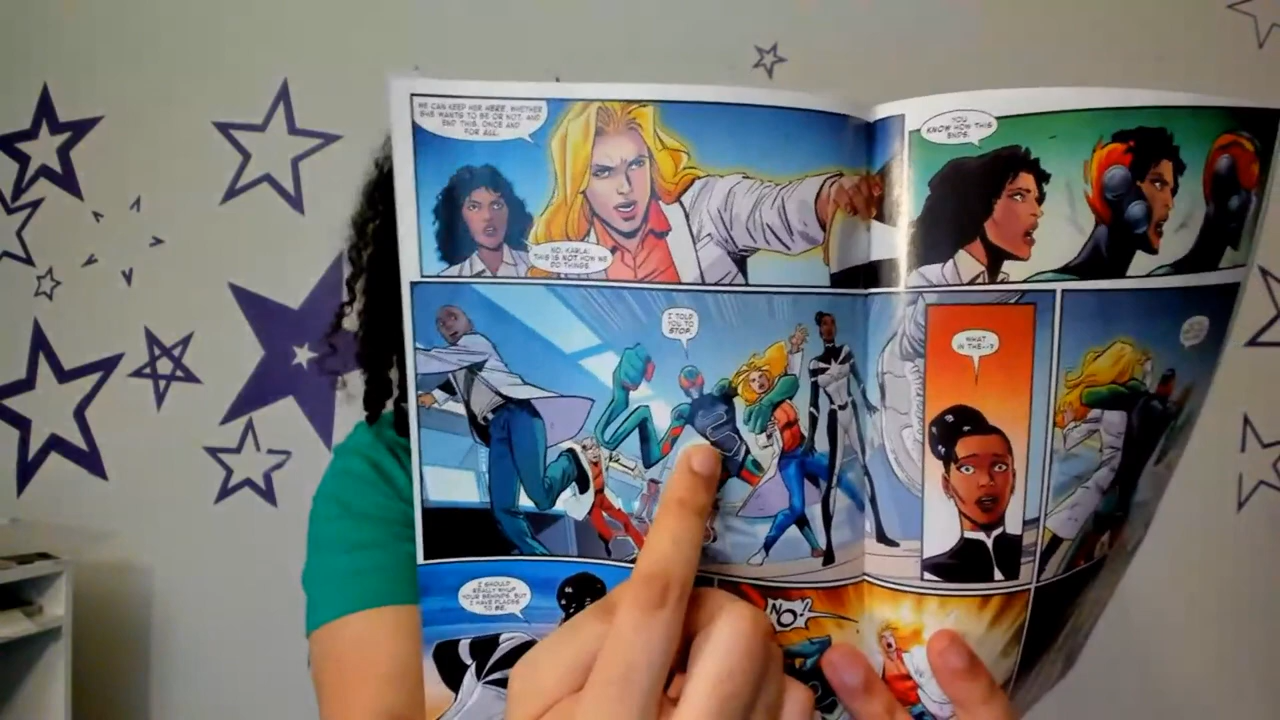 WE CAN KEEP HER HERE, WHETHER
SHE WANTS TO BE OR NOT, AND
END THIS, ONCE AND
FOR ALL.
NO, KARLA!
THIS IS NOT HOW WE
DO THINGS.
YOU
KNOW HOW THIS
ENDS.
I TOLD
YOU TO
STOP.
WHAT
IN THE--?
I SHOULD
REALLY WHUP
YOUR BEHINDS, BUT
I HAVE PLACES
TO BE.
NO!